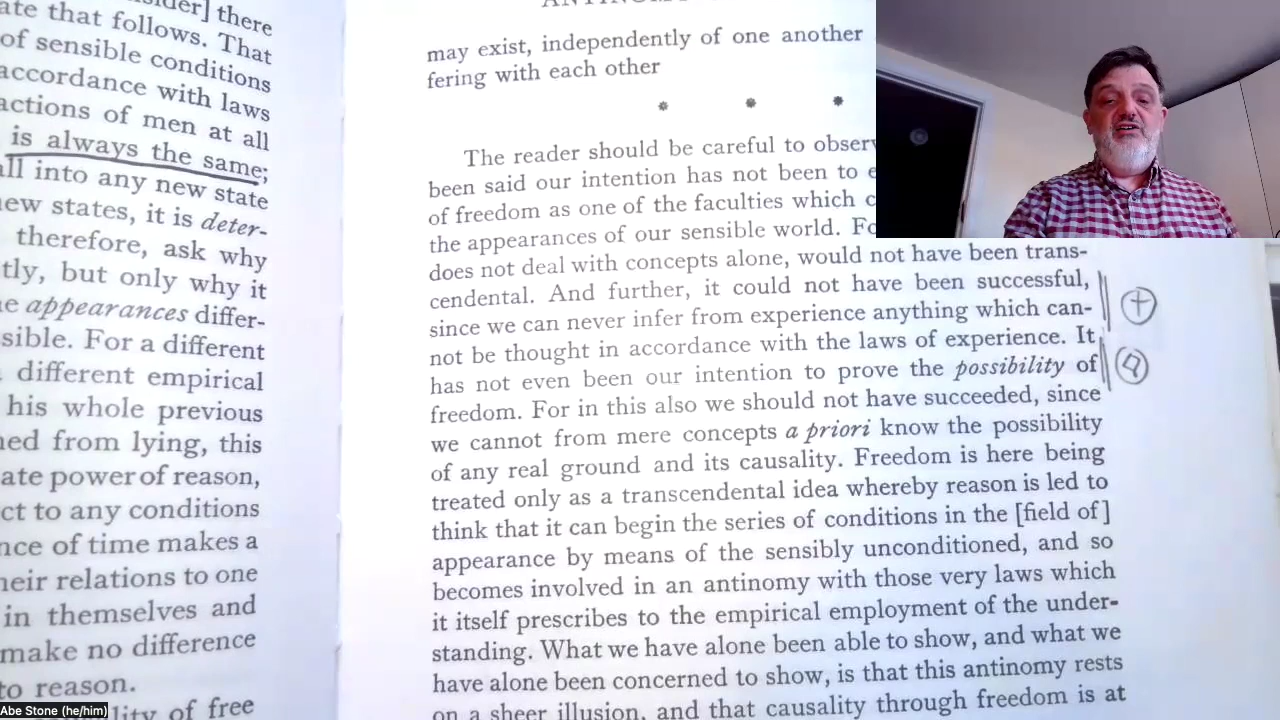 there
ate that follows. That
of sensible conditions
accordance with laws
actions of men at all
is always the same;
all into any new state
new states, it is deter-
therefore, ask why
tly, but only why it
appearances differ-
sible. For a different
different empirical
his whole previous
ned from lying, this
ate power of reason,
ct to any conditions
nce of time makes a
heir relations to one
in themselves and
make no difference
to reason.
of free
may exist, independently of one another
fering with each other
* * *
The reader should be careful to
been said our intention has not been to
of freedom as one of the faculties which
the appearances of our sensible world.
does not deal with concepts alone, would not have been trans-
cendental. And further, it could not have been successful,
since we can never infer from experience anything which can-
not be thought in accordance with the laws of experience. It
has not even been our intention to prove the possibility of
freedom. For in this also we should not have succeeded, since
we cannot from mere concepts a priori know the possibility
of any real ground and its causality. Freedom is here being
treated only as a transcendental idea whereby reason is led to
think that it can begin the series of conditions in the [field of]
appearance by means of the sensibly unconditioned, and so
becomes involved in an antinomy with those very laws which
it itself prescribes to the empirical employment of the under-
standing. What we have alone been able to show, and what we
have alone been concerned to show, is that this antinomy rests
on a sheer illusion, and that causality through freedom is at
Abe Stone (he/him)